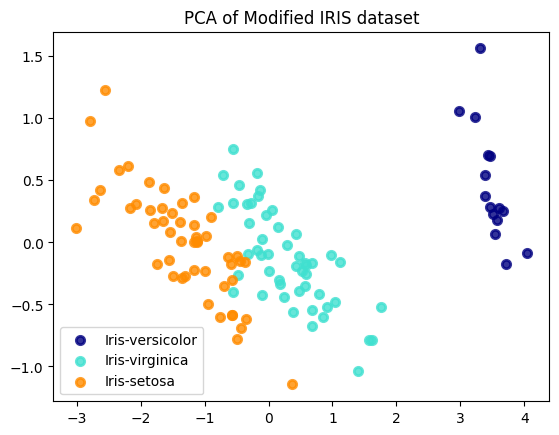 PCA of Modified IRIS dataset
1.5
1.0
0.5
0.0
−0.5
−1.0
Iris-versicolor
Iris-virginica
Iris-setosa
−3 −2 −1 0 1 2 3 4